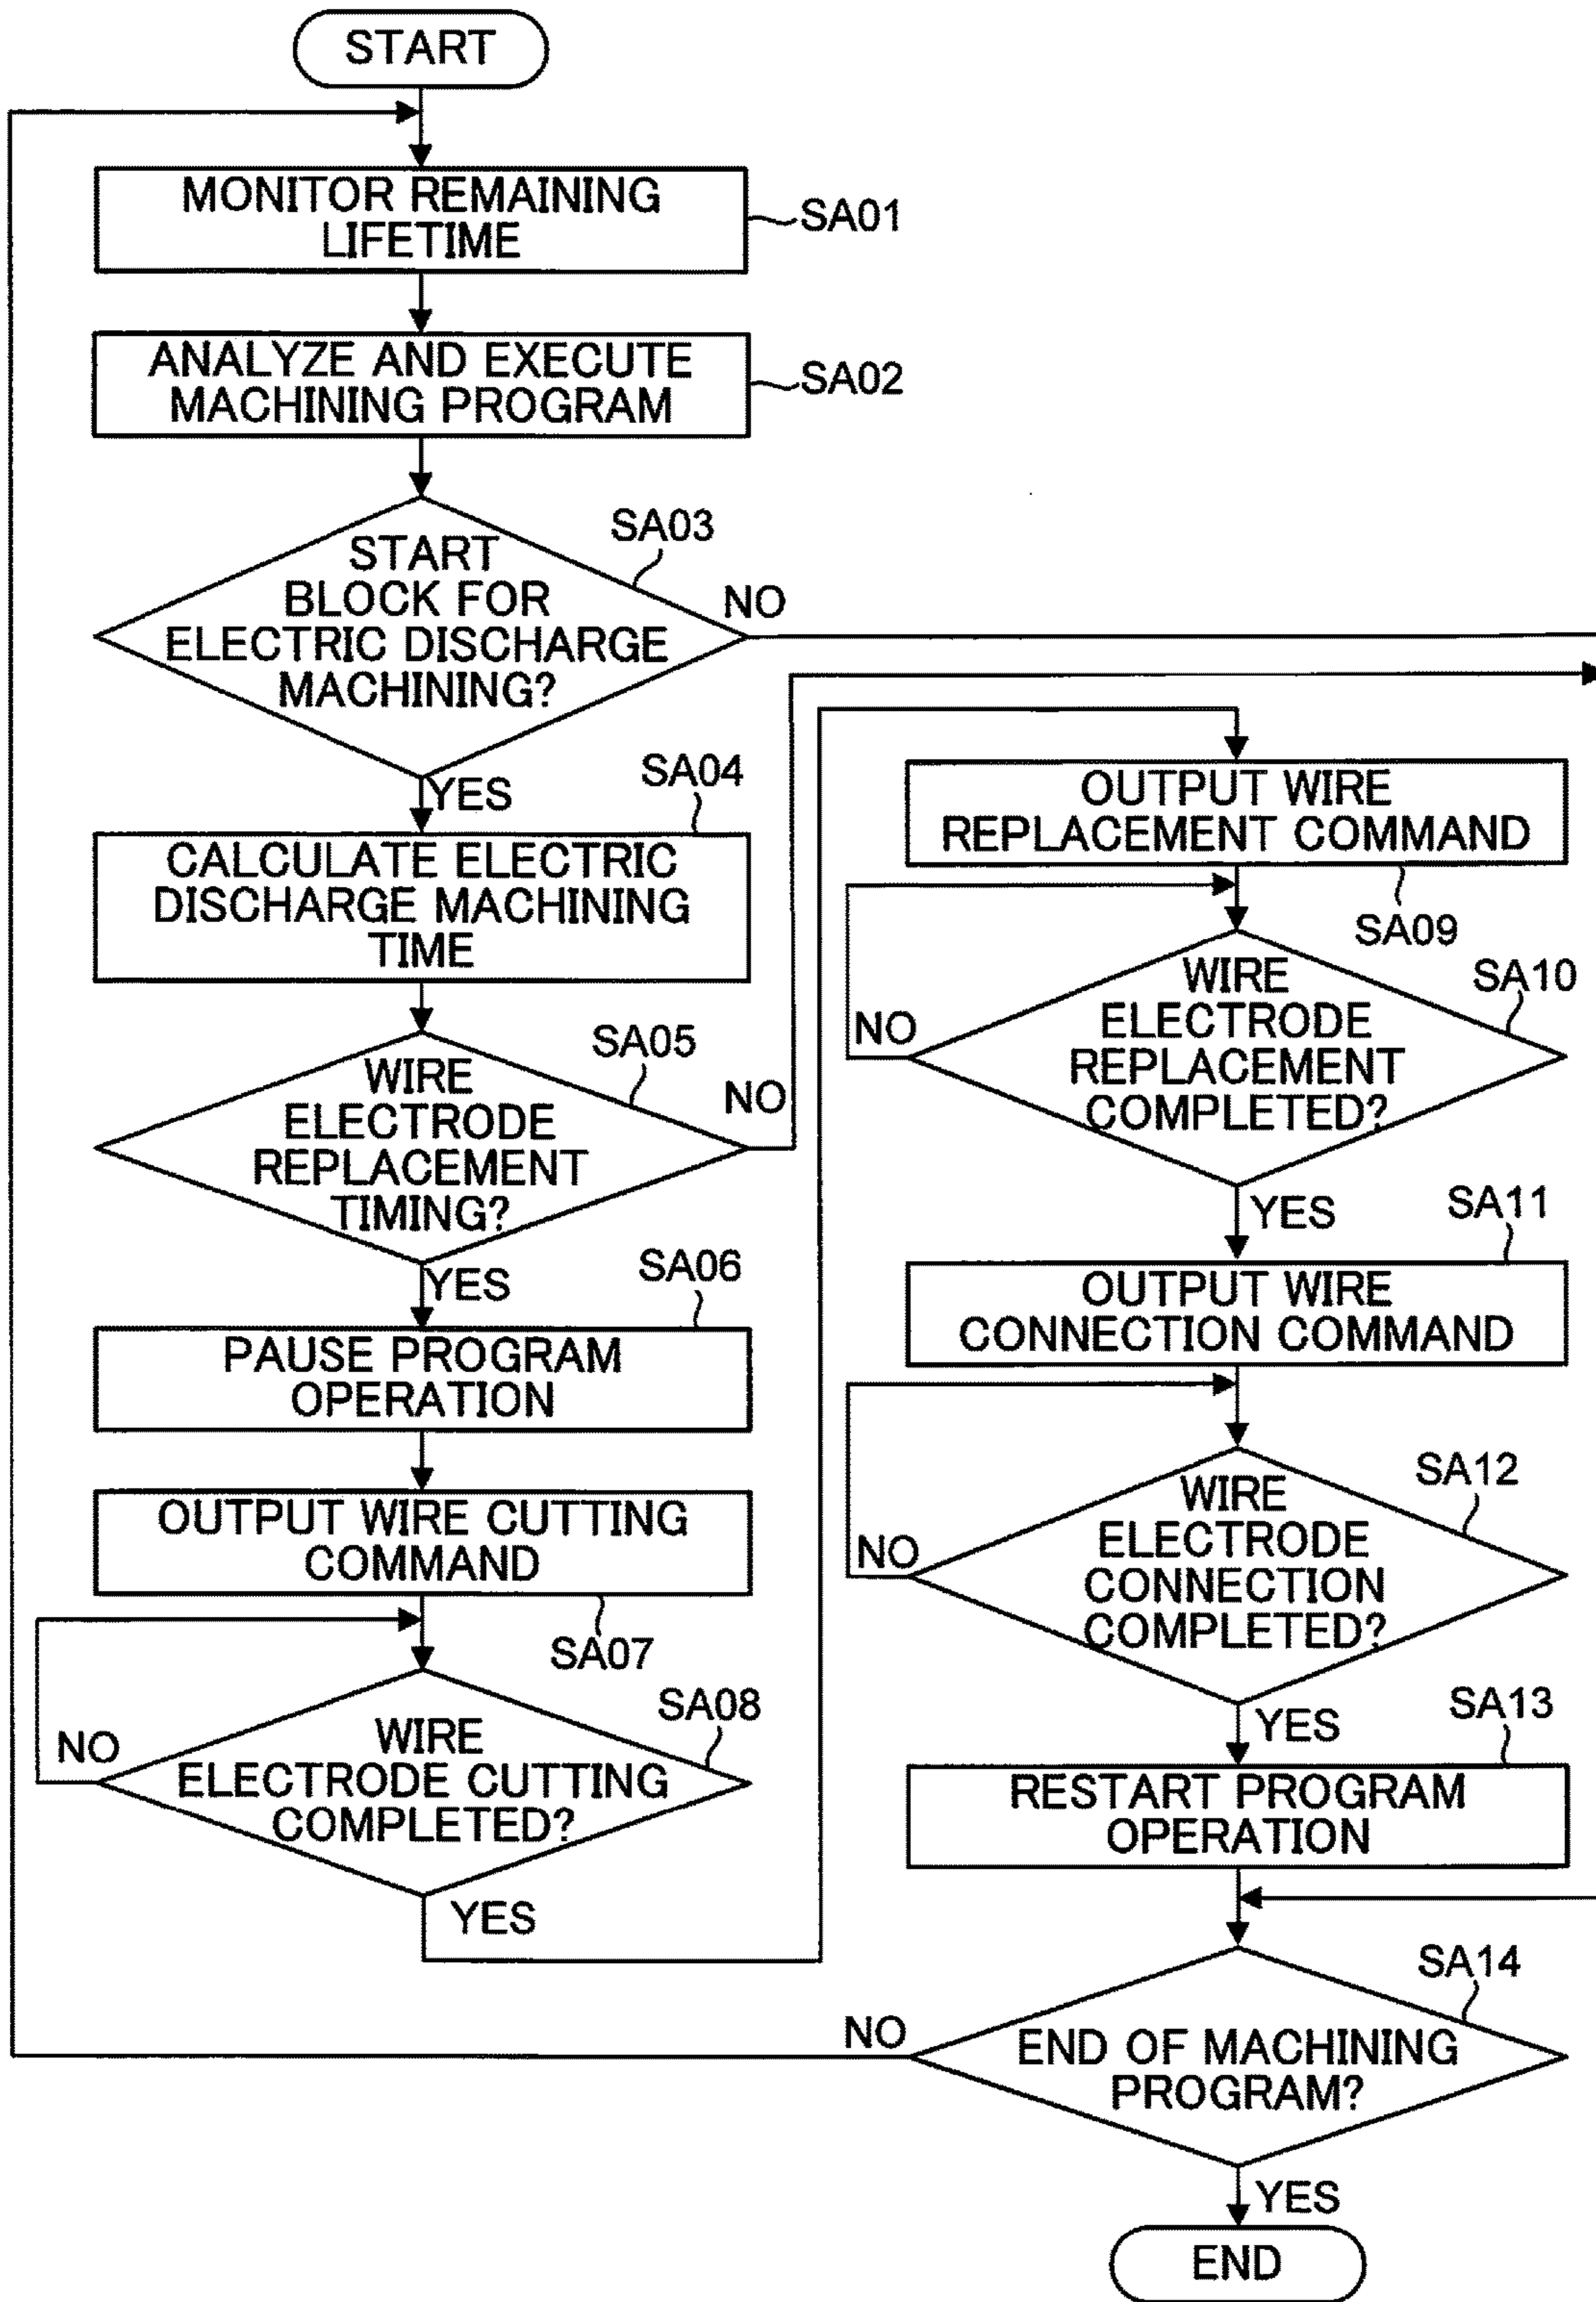 START
MONITOR REMAINING
LIFETIME
SA01
ANALYZE AND EXECUTE
MACHINING PROGRAM
SA02
START
BLOCK FOR
ELECTRIC DISCHARGE
MACHINING?
SA03
NO
YES
SA04
CALCULATE ELECTRIC
DISCHARGE MACHINING
TIME
SA05
WIRE
ELECTRODE
REPLACEMENT
TIMING?
NO
YES
SA06
PAUSE PROGRAM
OPERATION
OUTPUT WIRE CUTTING
COMMAND
SA07
SA08
WIRE
ELECTRODE CUTTING
COMPLETED?
NO
YES
OUTPUT WIRE
REPLACEMENT COMMAND
SA09
SA10
WIRE
ELECTRODE
REPLACEMENT
COMPLETED?
NO
YES
SA11
OUTPUT WIRE
CONNECTION COMMAND
SA12
WIRE
ELECTRODE
CONNECTION
COMPLETED?
NO
YES
SA13
RESTART PROGRAM
OPERATION
SA14
END OF MACHINING
PROGRAM?
NO
YES
END